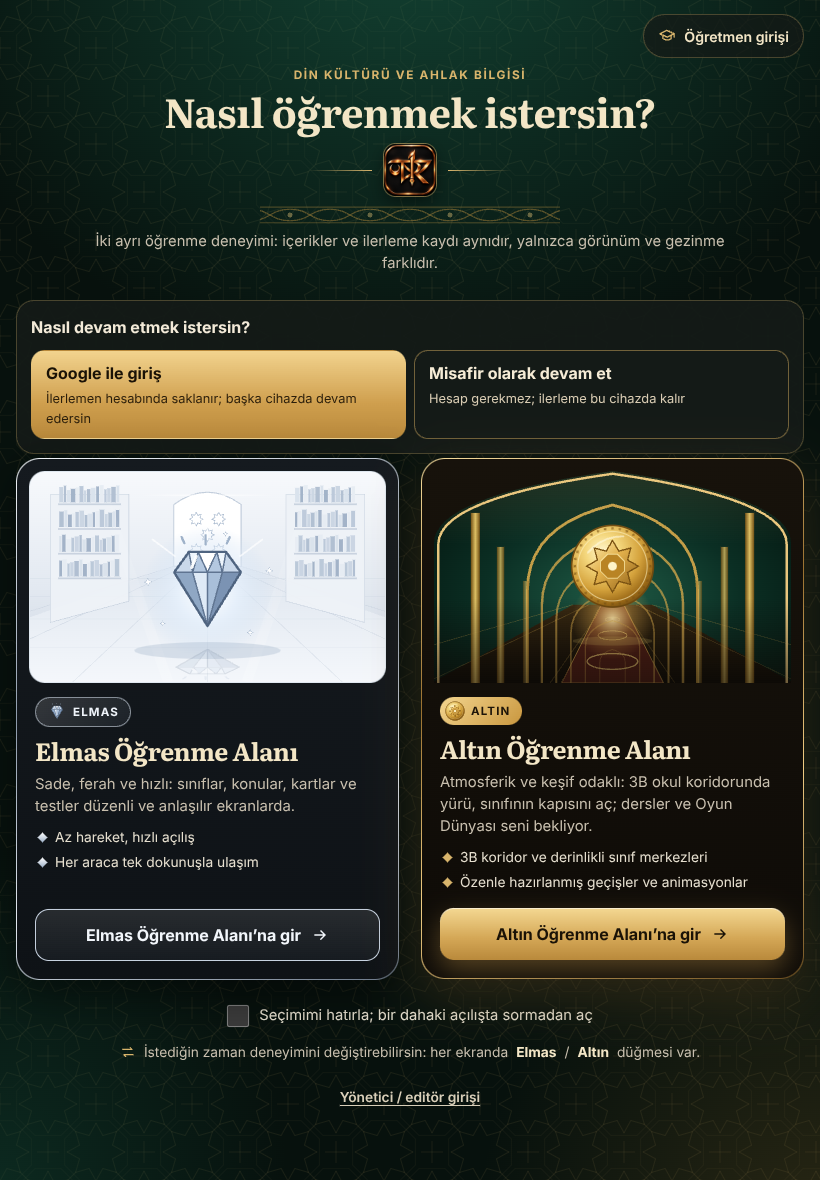 Öğretmen girişi
DİN KÜLTÜRÜ VE AHLAK BİLGİSİ
Nasıl öğrenmek istersin?
İki ayrı öğrenme deneyimi: içerikler ve ilerleme kaydı aynıdır, yalnızca görünüm ve gezinme
farklıdır.
Nasıl devam etmek istersin?
Google ile giriş
İlerlemen hesabında saklanır; başka cihazda devam
edersin
Misafir olarak devam et
Hesap gerekmez; ilerleme bu cihazda kalır
ELMAS
Elmas Öğrenme Alanı
Sade, ferah ve hızlı: sınıflar, konular, kartlar ve
testler düzenli ve anlaşılır ekranlarda.
Az hareket, hızlı açılış
Her araca tek dokunuşla ulaşım
Elmas Öğrenme Alanı’na gir →
ALTIN
Altın Öğrenme Alanı
Atmosferik ve keşif odaklı: 3B okul koridorunda
yürü, sınıfının kapısını aç; dersler ve Oyun
Dünyası seni bekliyor.
3B koridor ve derinlikli sınıf merkezleri
Özenle hazırlanmış geçişler ve animasyonlar
Altın Öğrenme Alanı’na gir →
Seçimimi hatırla; bir dahaki açılışta sormadan aç
İstediğin zaman deneyimini değiştirebilirsin: her ekranda Elmas / Altın düğmesi var.
Yönetici / editör girişi